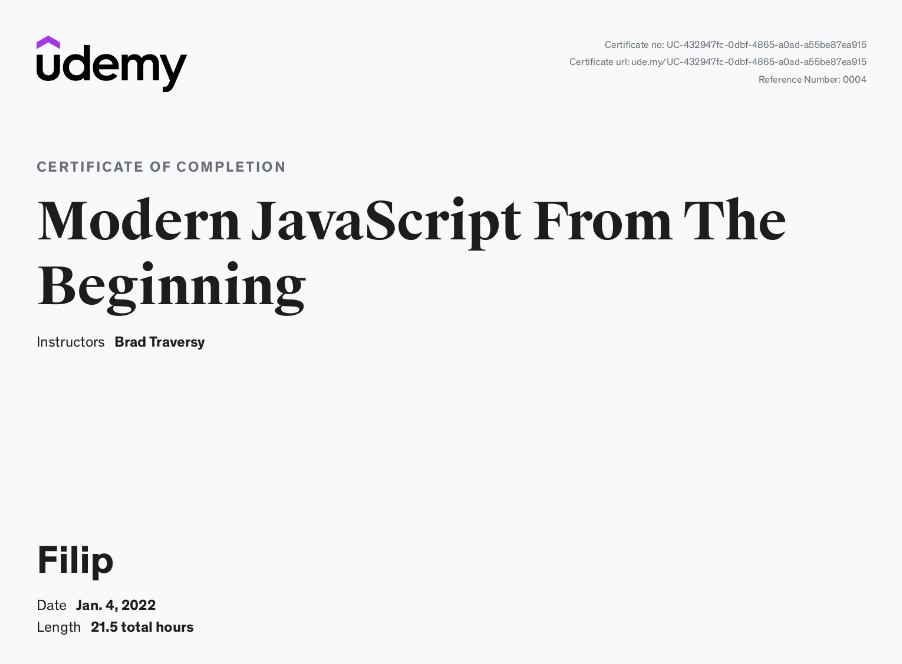 udemy
Certificate no: UC-432947fc-0dbf-4865-a0ad-a55be87ea915
Certificate url: ude.my/UC-432947fc-0dbf-4865-a0ad-a55be87ea915
Reference Number: 0004
CERTIFICATE OF COMPLETION
Modern JavaScript From The
Beginning
Instructors Brad Traversy
Filip
Date Jan. 4, 2022
Length 21.5 total hours